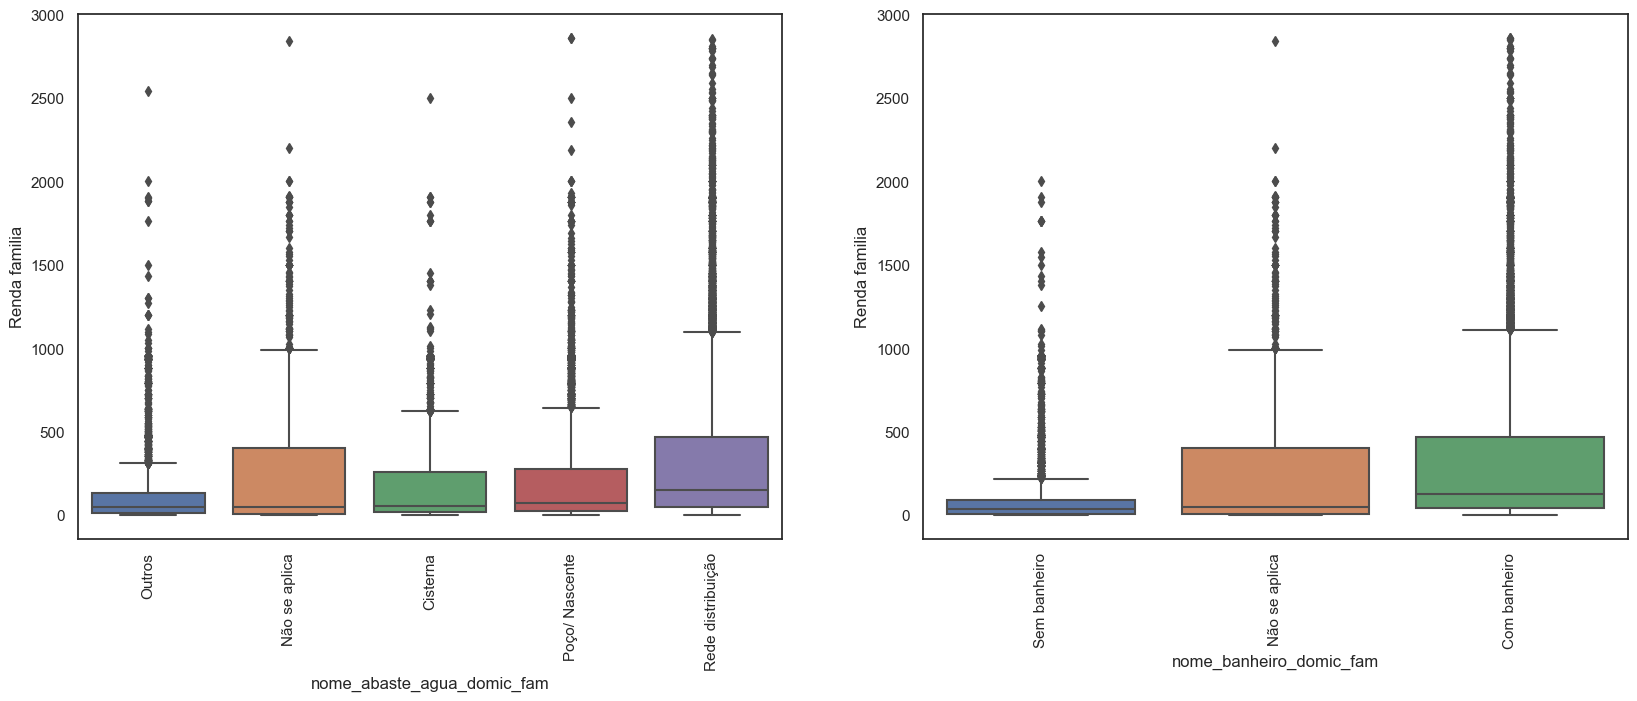 3000
2500
2000
1500
1000
500
0
Renda familia
Outros
Não se aplica
Cisterna
Poço/ Nascente
Rede distribuição
nome_abaste_agua_domic_fam
3000
2500
2000
1500
1000
500
0
Renda familia
Sem banheiro
Não se aplica
Com banheiro
nome_banheiro_domic_fam